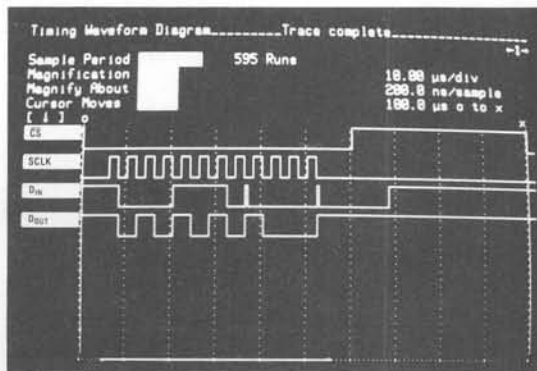 Timing Waveform Diagram________Trace complete____________
←1→
Sample Period 595 Runs
Magnification 10.00 µs/div
Magnify About 200.0 ns/sample
Cursor Moves 100.0 µs o to x
[ ↓ ] o x
CS
SCLK
DIN
DOUT